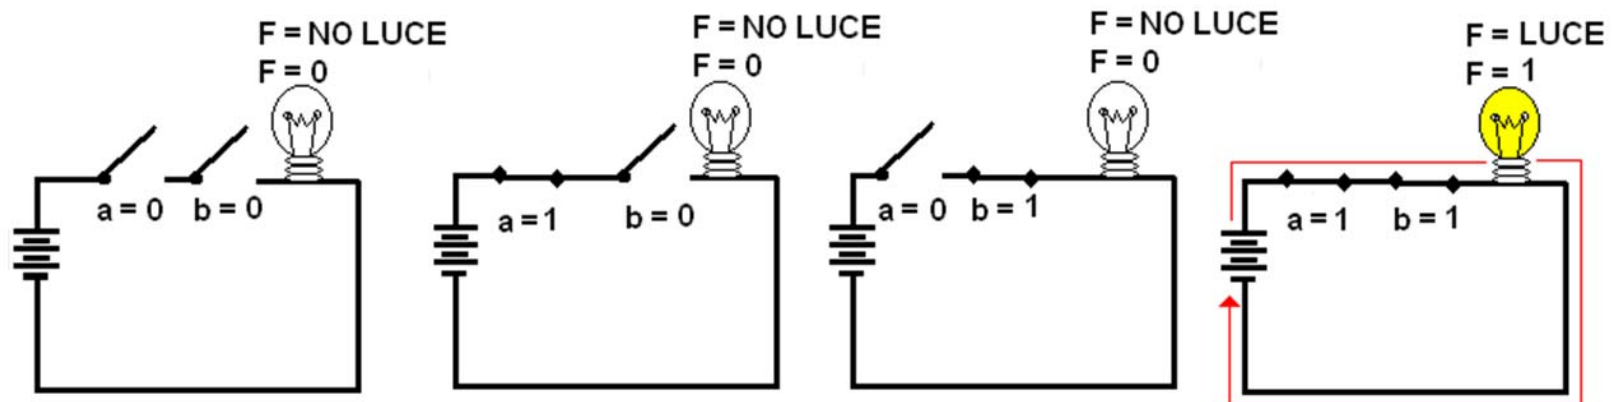 F = NO LUCE
F = 0
a = 0 b = 0
F = NO LUCE
F = 0
a = 1 b = 0
F = NO LUCE
F = 0
a = 0 b = 1
F = LUCE
F = 1
a = 1 b = 1